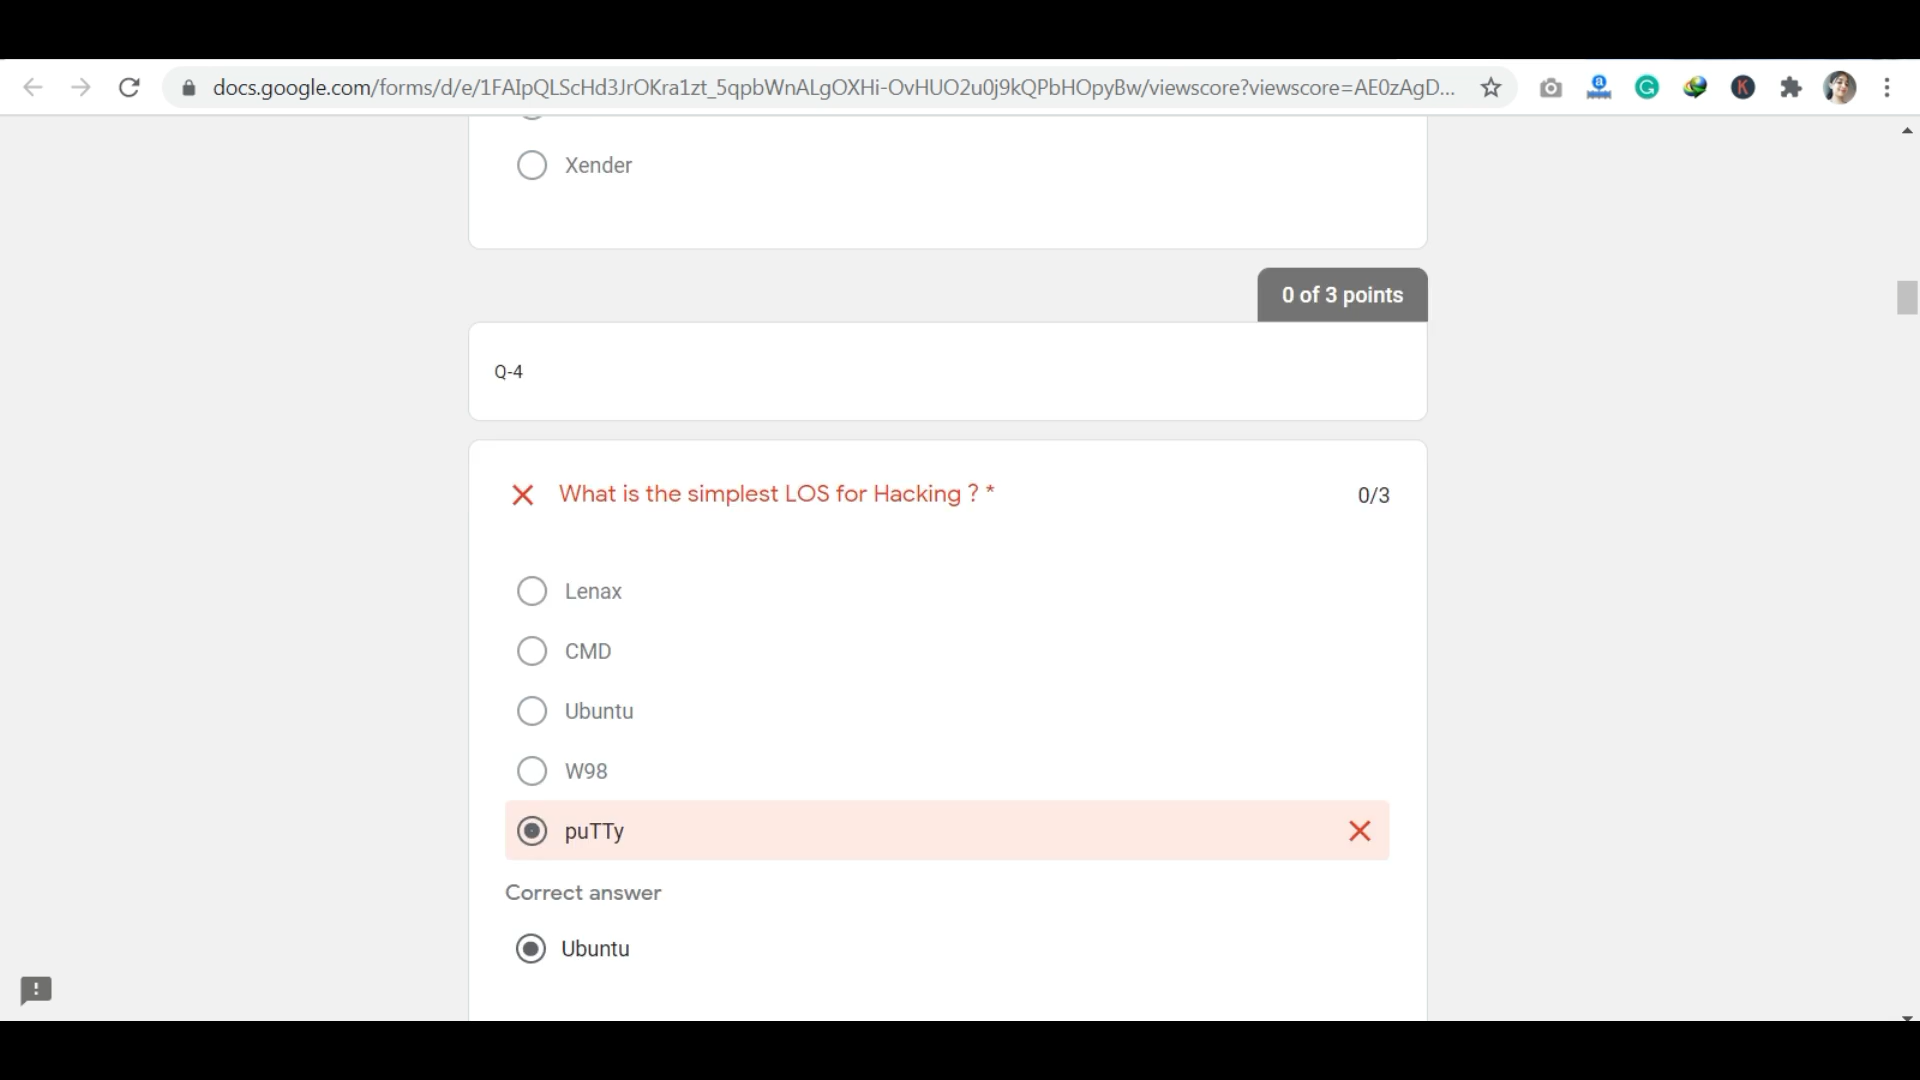 docs.google.com/forms/d/e/1FAIpQLScHd3JrOKra1zt_5qpbWnALgOXHi-OvHUO2u0j9kQPbHOpyBw/viewscore?viewscore=AE0zAgD...
Xender
0 of 3 points
Q-4
What is the simplest LOS for Hacking ? *
0/3
Lenax
CMD
Ubuntu
W98
puTTy
Correct answer
Ubuntu